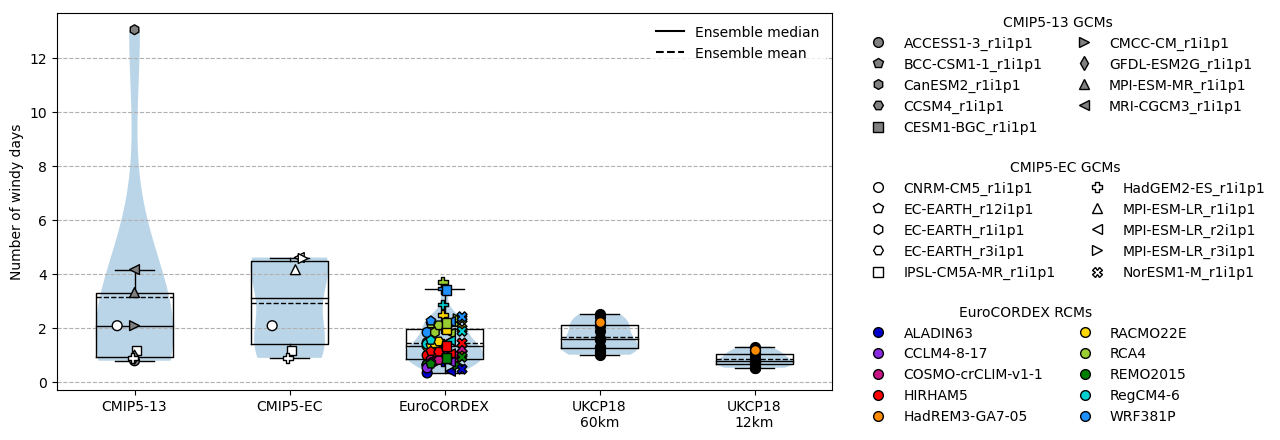 Number of windy days
12
10
8
6
4
2
0
CMIP5-13
CMIP5-EC
EuroCORDEX
UKCP18
60km
UKCP18
12km
Ensemble median
Ensemble mean
CMIP5-13 GCMs
ACCESS1-3_r1i1p1
BCC-CSM1-1_r1i1p1
CanESM2_r1i1p1
CCSM4_r1i1p1
CESM1-BGC_r1i1p1
CMCC-CM_r1i1p1
GFDL-ESM2G_r1i1p1
MPI-ESM-MR_r1i1p1
MRI-CGCM3_r1i1p1
CMIP5-EC GCMs
CNRM-CM5_r1i1p1
EC-EARTH_r12i1p1
EC-EARTH_r1i1p1
EC-EARTH_r3i1p1
IPSL-CM5A-MR_r1i1p1
HadGEM2-ES_r1i1p1
MPI-ESM-LR_r1i1p1
MPI-ESM-LR_r2i1p1
MPI-ESM-LR_r3i1p1
NorESM1-M_r1i1p1
EuroCORDEX RCMs
ALADIN63
CCLM4-8-17
COSMO-crCLIM-v1-1
HIRHAM5
HadREM3-GA7-05
RACMO22E
RCA4
REMO2015
RegCM4-6
WRF381P